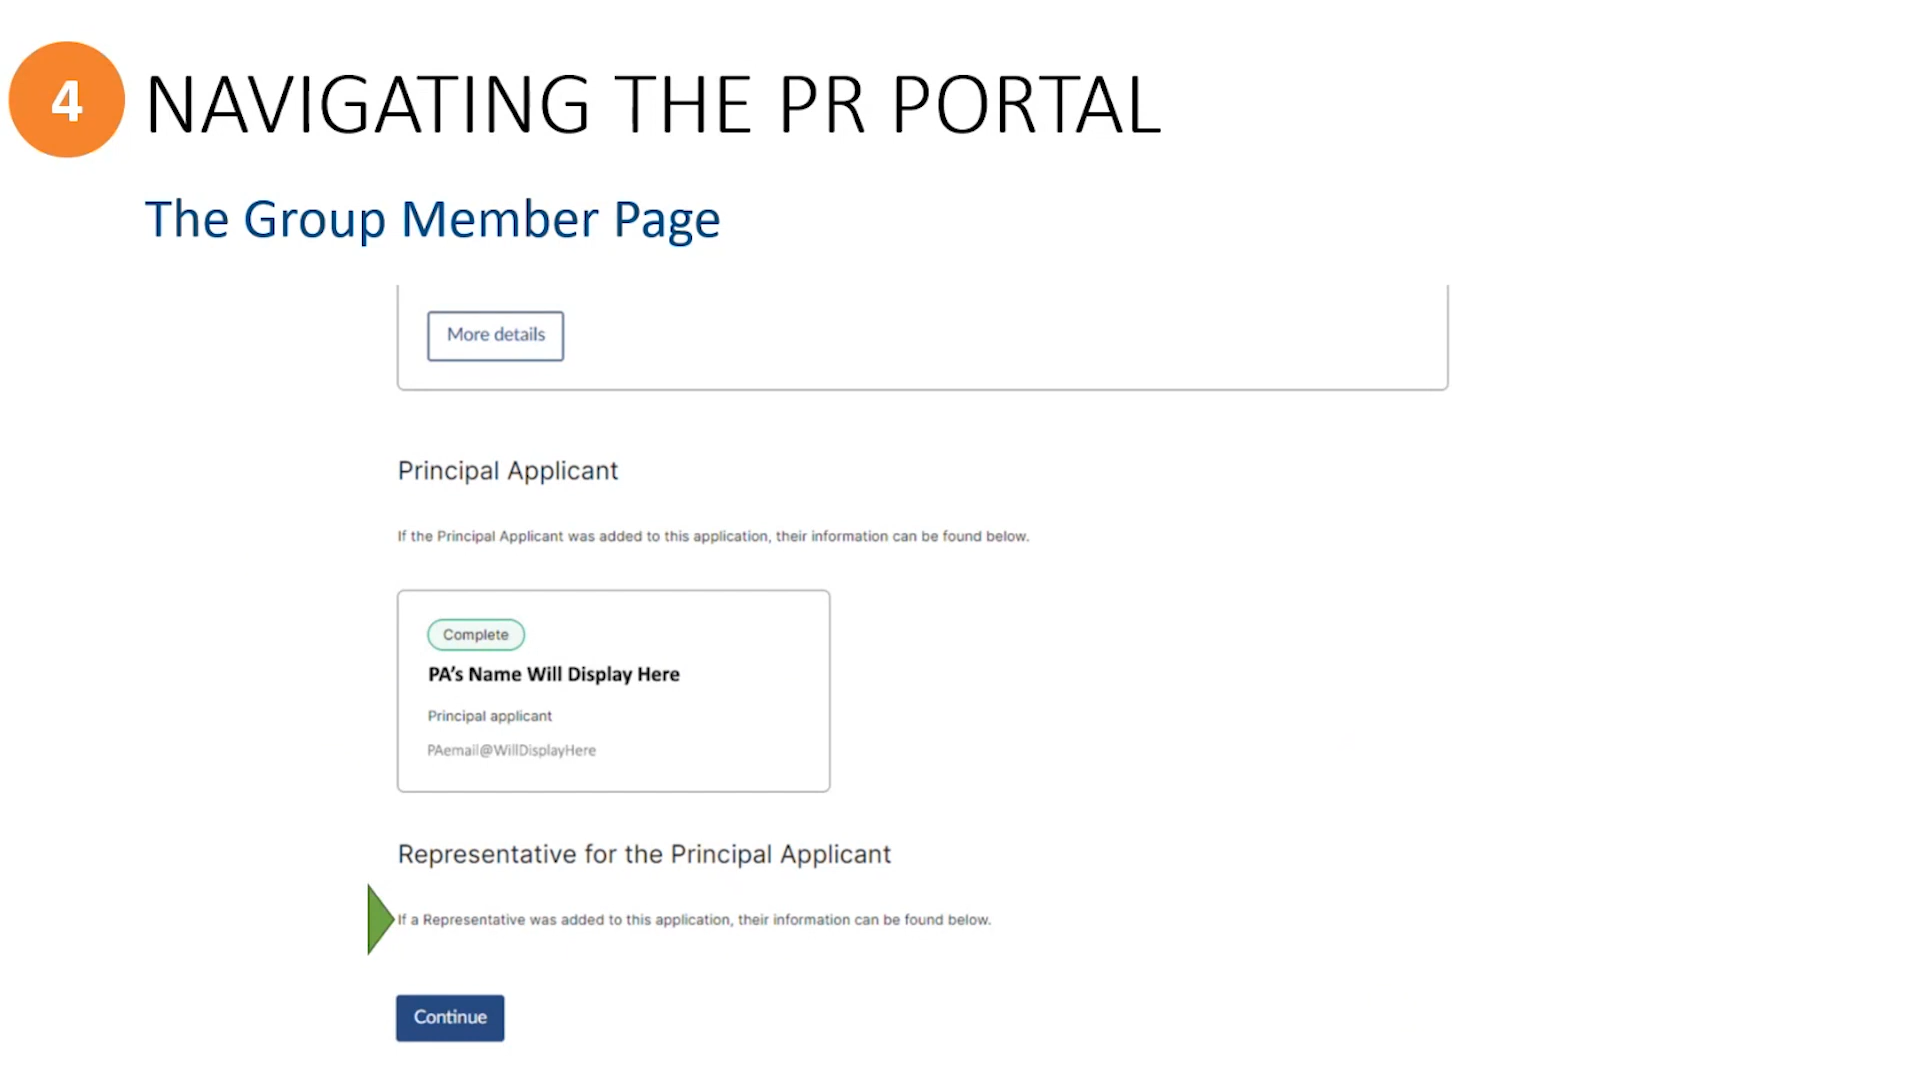 4
NAVIGATING THE PR PORTAL
The Group Member Page
More details
Principal Applicant
If the Principal Applicant was added to this application, their information can be found below.
Complete
PA's Name Will Display Here
Principal applicant
PAemail@WillDisplayHere
Representative for the Principal Applicant
If a Representative was added to this application, their information can be found below.
Continue